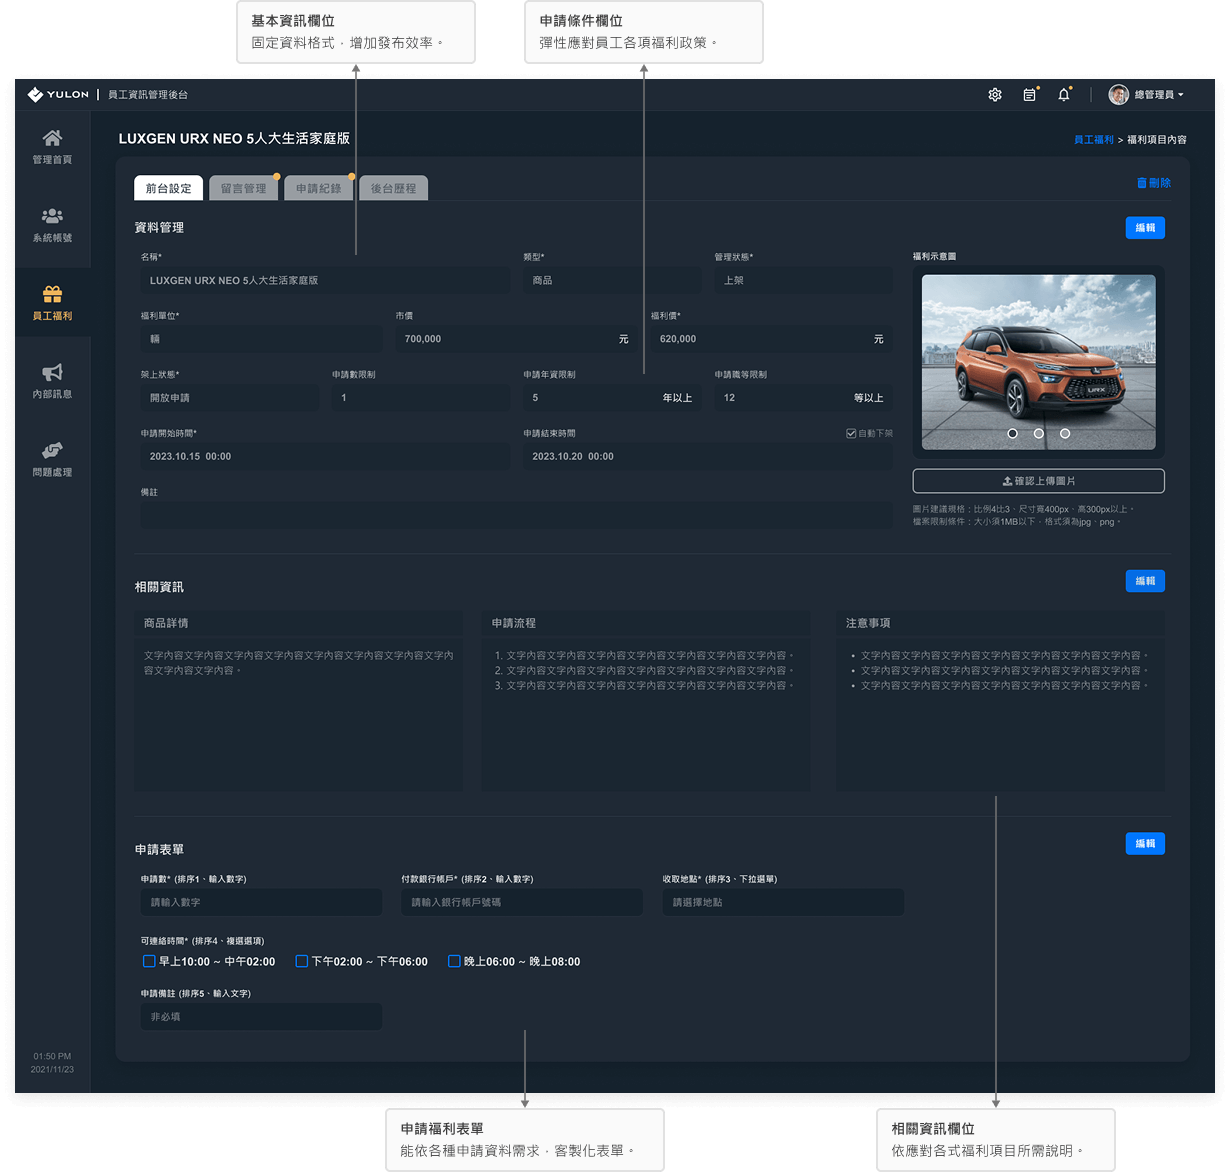 基本資訊欄位
固定資料格式，增加發布效率。
申請條件欄位
彈性應對員工各項福利政策。
YULON | 員工資訊管理後台
總管理員
管理首頁
系統帳號
員工福利
內部訊息
問題處理
01:50 PM
2021/11/23
LUXGEN URX NEO 5人大生活家庭版
員工福利 > 福利項目內容
前台設定
留言管理
申請紀錄
後台歷程
刪除
資料管理
編輯
名稱*
類型*
管理狀態*
LUXGEN URX NEO 5人大生活家庭版
商品
上架
福利單位*
市價
福利價*
輛
700,000 元
620,000 元
架上狀態*
申請數限制
申請年資限制
申請職等限制
開放申請
1
5 年以上
12 等以上
申請開始時間*
申請結束時間
自動下架
2023.10.15 00:00
2023.10.20 00:00
備註
福利示意圖
URX
確認上傳圖片
圖片建議規格：比例4比3、尺寸寬400px、高300px以上。
檔案限制條件：大小須1MB以下，格式須為jpg、png。
相關資訊
編輯
商品詳情
文字內容文字內容文字內容文字內容文字內容文字內容文字內容文字內
容文字內容文字內容。
申請流程
1. 文字內容文字內容文字內容文字內容文字內容文字內容文字內容。
2. 文字內容文字內容文字內容文字內容文字內容文字內容文字內容。
3. 文字內容文字內容文字內容文字內容文字內容文字內容文字內容。
注意事項
• 文字內容文字內容文字內容文字內容文字內容文字內容文字內容。
• 文字內容文字內容文字內容文字內容文字內容文字內容文字內容。
• 文字內容文字內容文字內容文字內容文字內容文字內容文字內容。
申請表單
編輯
申請數* (排序1、輸入數字)
付款銀行帳戶* (排序2、輸入數字)
收取地點* (排序3、下拉選單)
請輸入數字
請輸入銀行帳戶號碼
請選擇地點
可連絡時間* (排序4、複選選項)
早上10:00 ~ 中午02:00
下午02:00 ~ 下午06:00
晚上06:00 ~ 晚上08:00
申請備註 (排序5、輸入文字)
非必填
申請福利表單
能依各種申請資料需求，客製化表單。
相關資訊欄位
依應對各式福利項目所需說明。